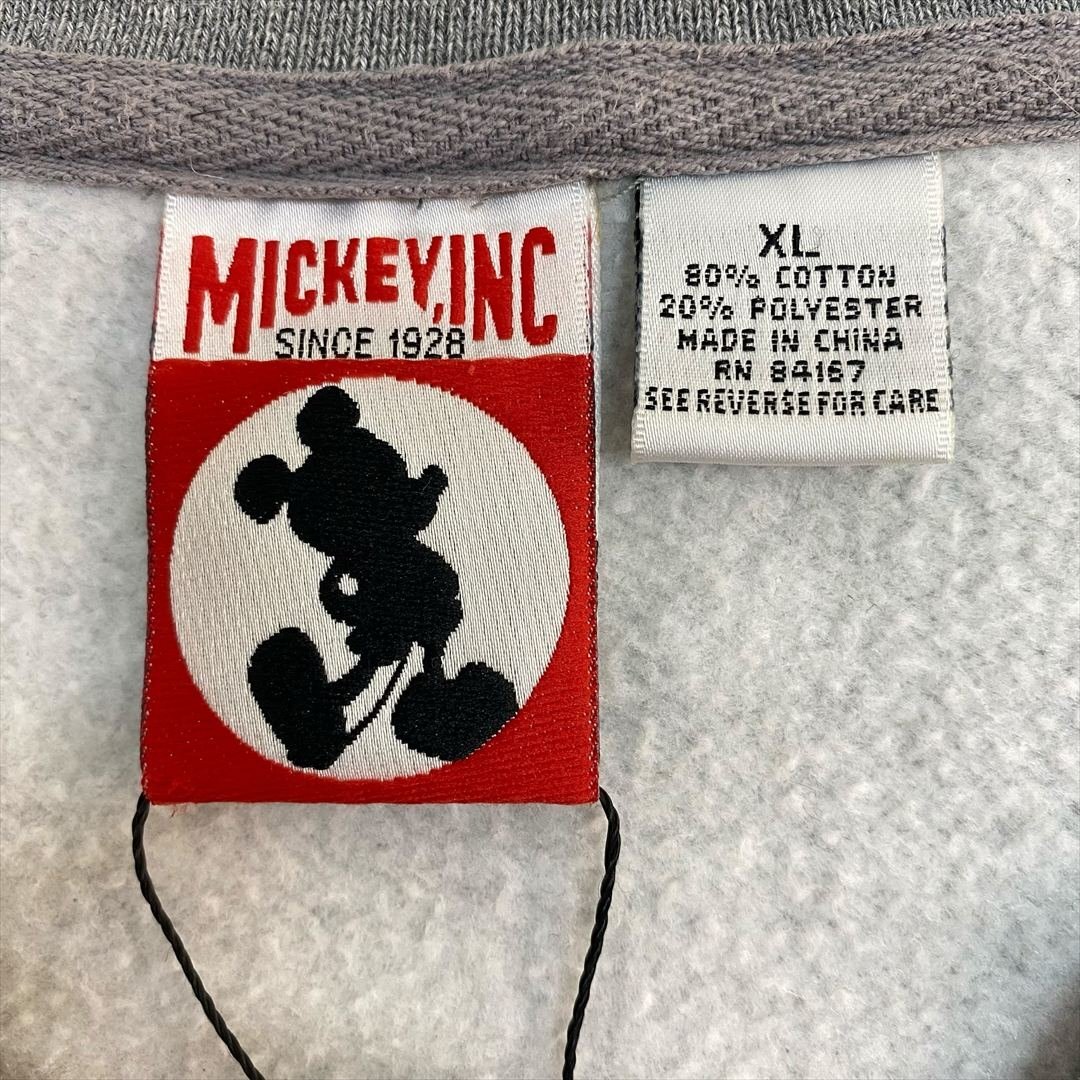 MICKEY, INC
SINCE 1928
XL
80% COTTON
20% POLYESTER
MADE IN CHINA
RN 84167
SEE REVERSE FOR CARE